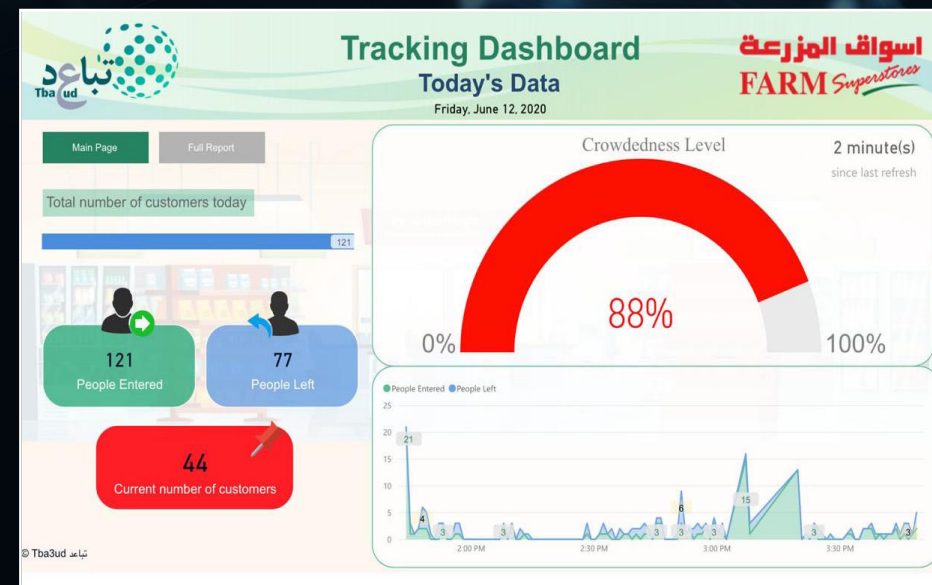 تباعد
Tba ud
Tracking Dashboard
Today's Data
Friday, June 12, 2020
اسواق المزرعة
FARM Superstores
Main Page
Full Report
Total number of customers today
121
121
People Entered
77
People Left
44
Current number of customers
Crowdedness Level
2 minute(s)
since last refresh
88%
0%
100%
People Entered People Left
25
20
15
10
5
0
21
4
3
3
3
6
3
3
15
3
3
2:00 PM 2:30 PM 3:00 PM 3:30 PM
© Tba3ud تباعد